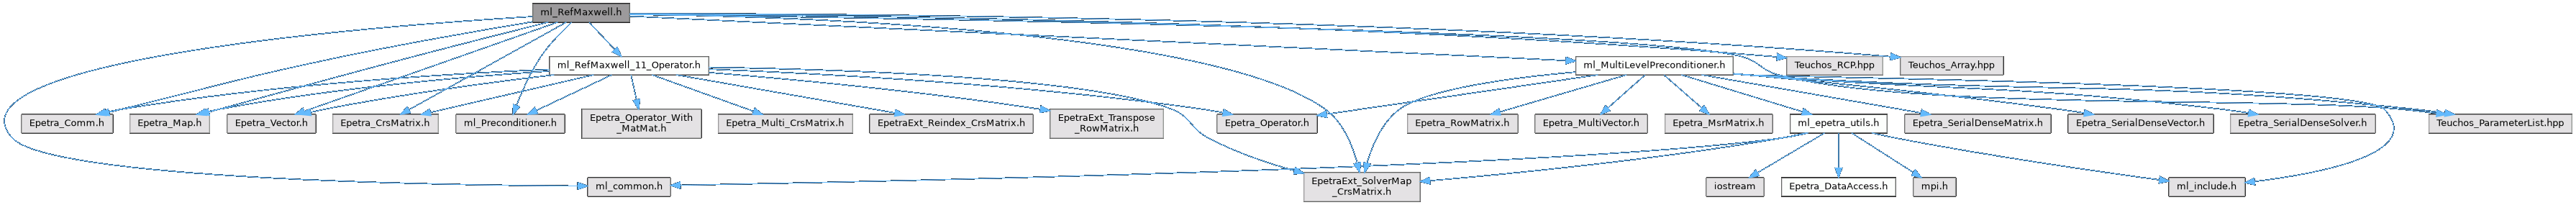 ml_RefMaxwell.h
ml_RefMaxwell_11_Operator.h
ml_MultiLevelPreconditioner.h
Teuchos_RCP.hpp
Teuchos_Array.hpp
Epetra_Comm.h
Epetra_Map.h
Epetra_Vector.h
Epetra_CrsMatrix.h
ml_Preconditioner.h
Epetra_Operator_With
_MatMat.h
Epetra_Multi_CrsMatrix.h
EpetraExt_Reindex_CrsMatrix.h
EpetraExt_Transpose
_RowMatrix.h
Epetra_Operator.h
Epetra_RowMatrix.h
Epetra_MultiVector.h
Epetra_MsrMatrix.h
ml_epetra_utils.h
Epetra_SerialDenseMatrix.h
Epetra_SerialDenseVector.h
Epetra_SerialDenseSolver.h
Teuchos_ParameterList.hpp
ml_common.h
EpetraExt_SolverMap
_CrsMatrix.h
iostream
Epetra_DataAccess.h
mpi.h
ml_include.h